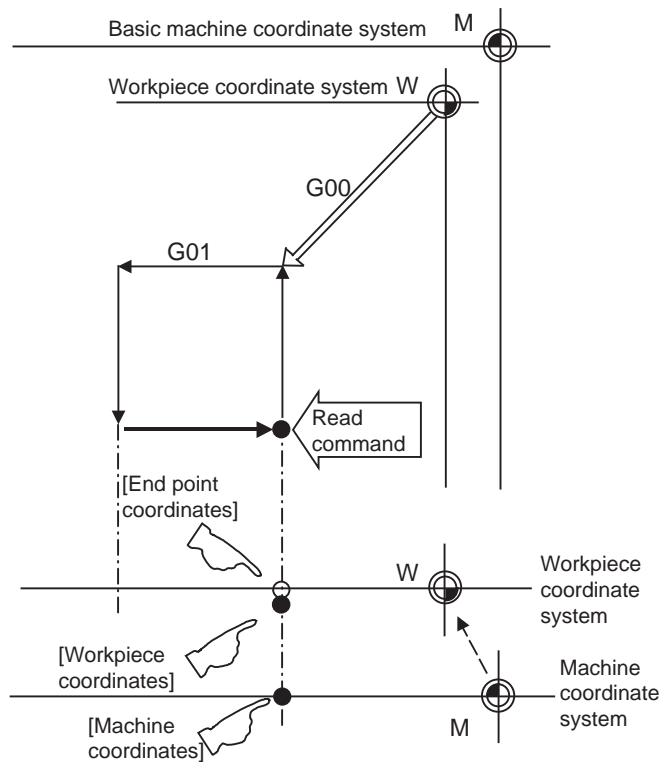 Basic machine coordinate system M
Workpiece coordinate system W
G00
G01
Read
command
[End point
coordinates]
W
Workpiece
coordinate
system
[Workpiece
coordinates]
Machine
coordinate
system
M
[Machine
coordinates]